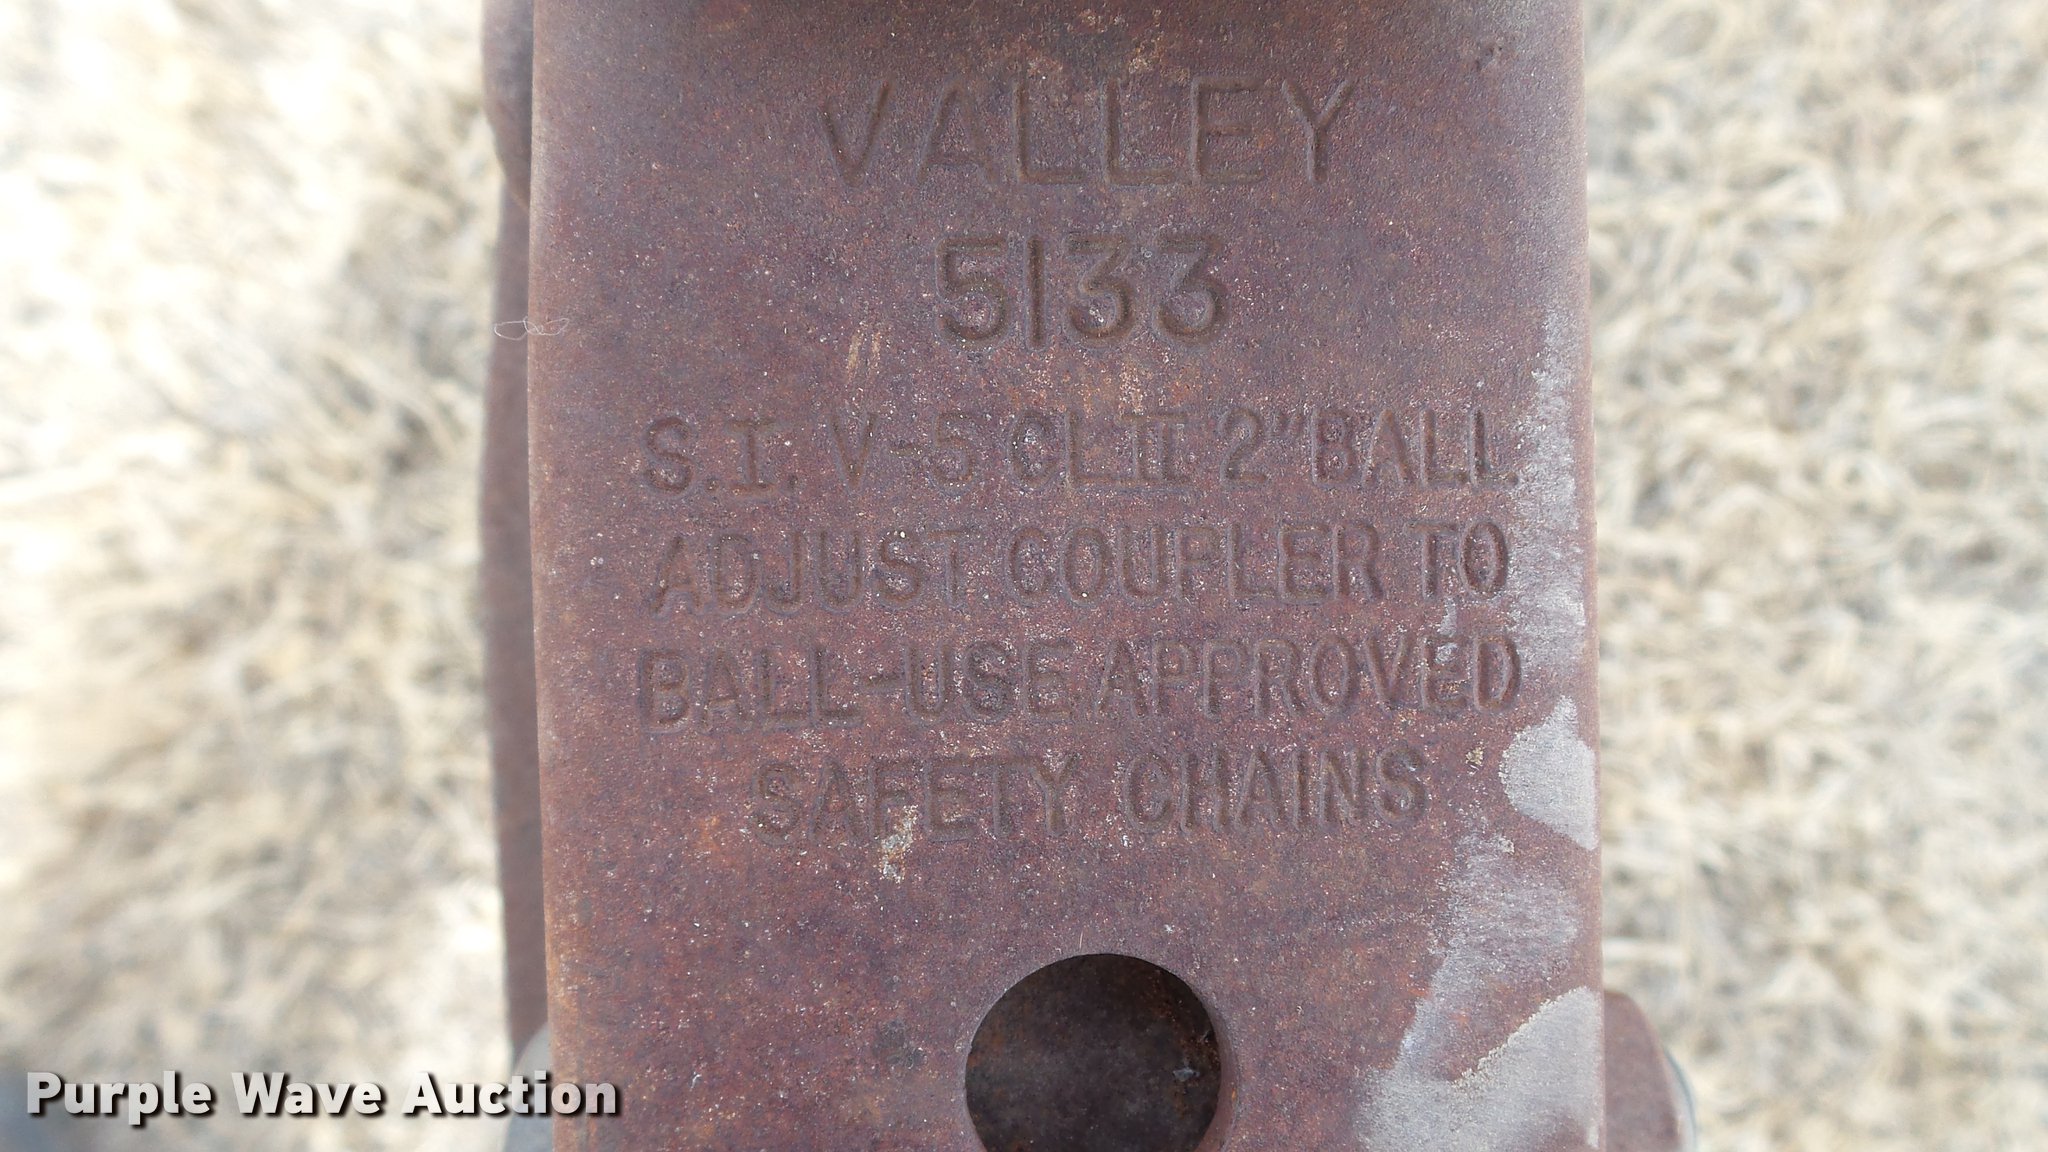 VALLEY
5133
S.I. V-5 CL II 2" BALL
ADJUST COUPLER TO
BALL-USE APPROVED
SAFETY CHAINS
Purple Wave Auction